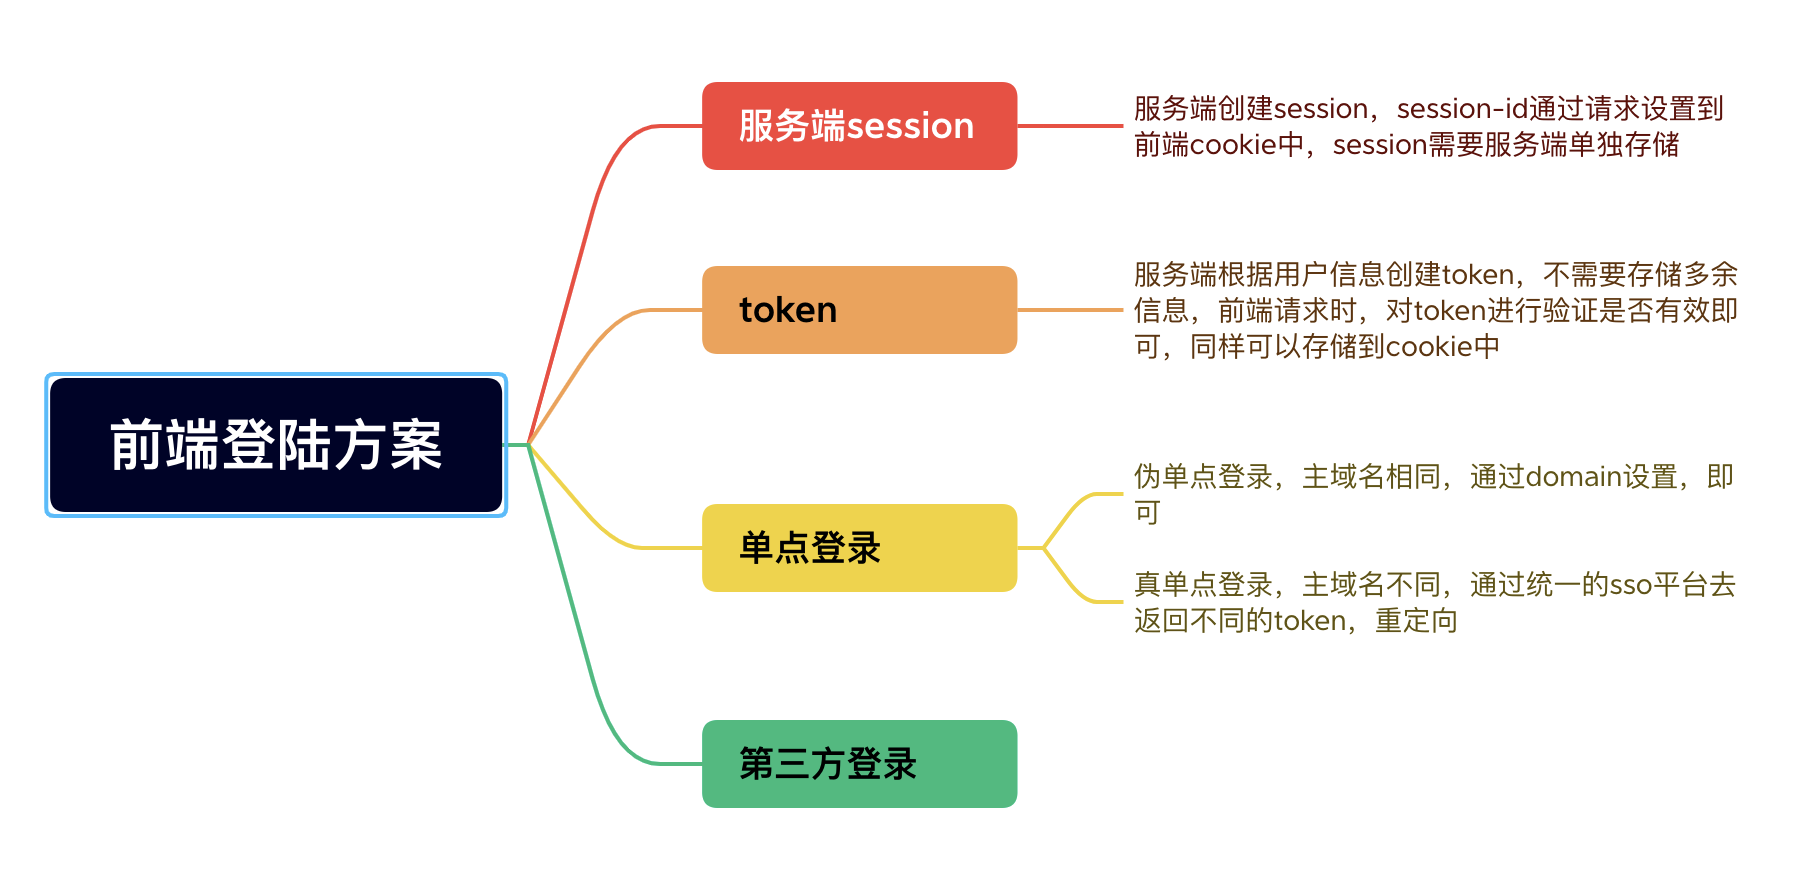 前端登陆方案
服务端session
服务端创建session，session-id通过请求设置到
前端cookie中，session需要服务端单独存储
token
服务端根据用户信息创建token，不需要存储多余
信息，前端请求时，对token进行验证是否有效即
可，同样可以存储到cookie中
单点登录
伪单点登录，主域名相同，通过domain设置，即
可
真单点登录，主域名不同，通过统一的sso平台去
返回不同的token，重定向
第三方登录